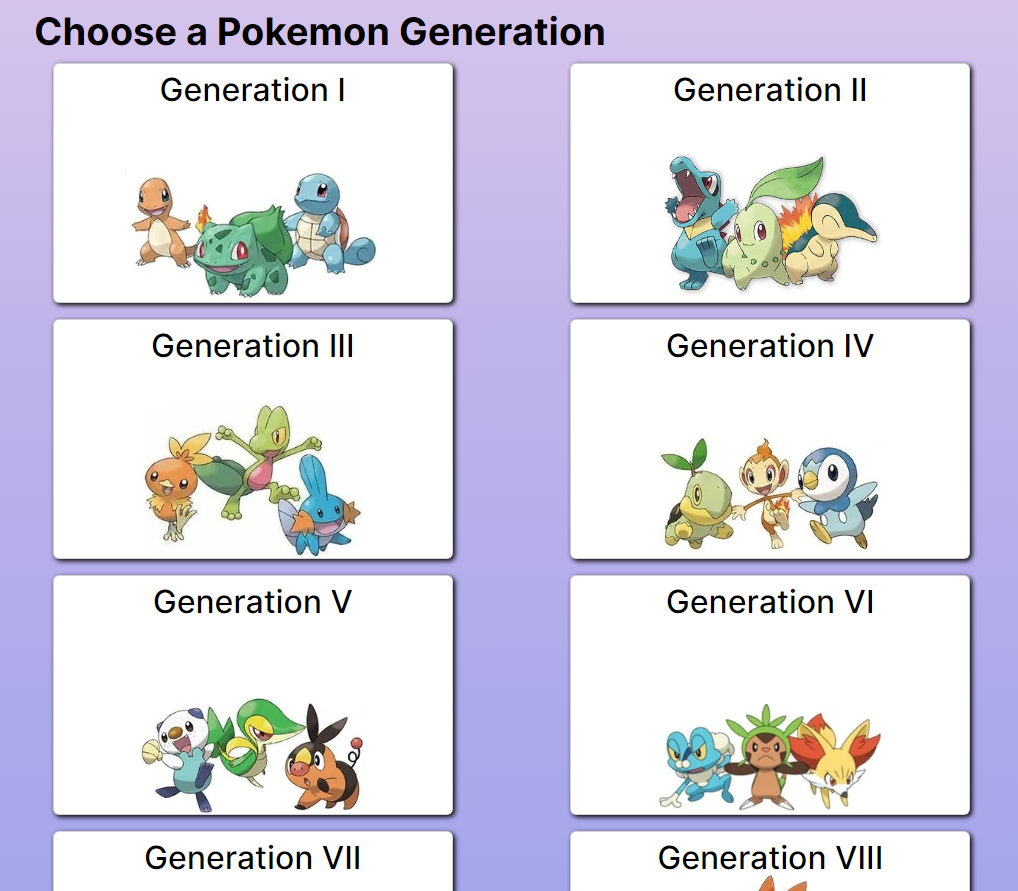 Choose a Pokemon Generation
Generation I
Generation II
Generation III
Generation IV
Generation V
Generation VI
Generation VII
Generation VIII